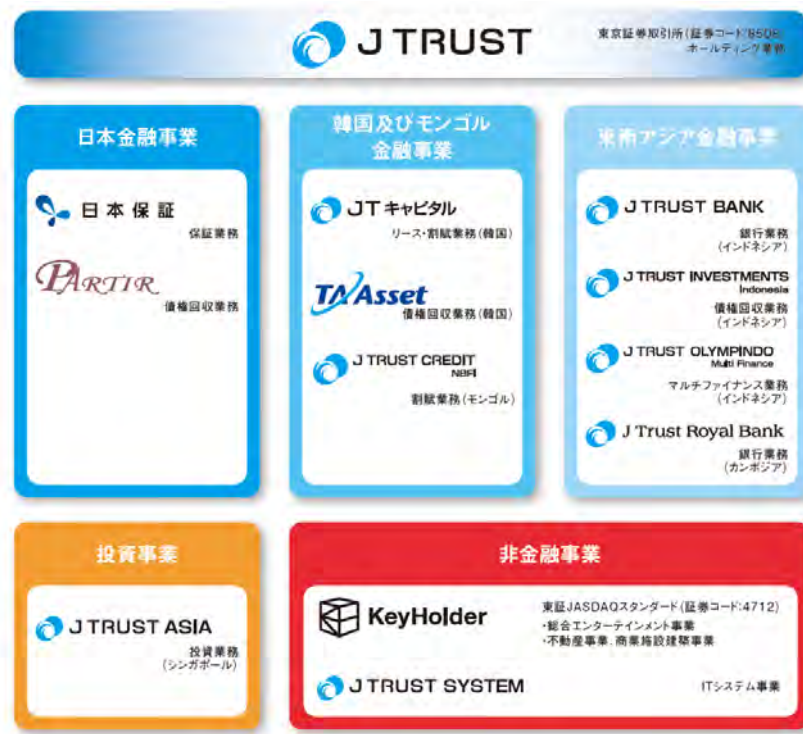 J TRUST
東京証券取引所(証券コード:8508)
ホールディング業務
日本金融事業
日本保証
保証業務
PARTIR
債権回収業務
韓国及びモンゴル
金融事業
JTキャピタル
リース・割賦業務(韓国)
TA Asset
債権回収業務(韓国)
J TRUST CREDIT
NBFI
割賦業務(モンゴル)
東南アジア金融事業
J TRUST BANK
銀行業務
(インドネシア)
J TRUST INVESTMENTS
Indonesia
債権回収業務
(インドネシア)
J TRUST OLYMPINDO
Multi Finance
マルチファイナンス業務
(インドネシア)
J Trust Royal Bank
銀行業務
(カンボジア)
投資事業
J TRUST ASIA
投資業務
(シンガポール)
非金融事業
KeyHolder
東証JASDAQスタンダード(証券コード:4712)
・総合エンターテインメント事業
・不動産事業、商業施設建築事業
J TRUST SYSTEM
ITシステム事業